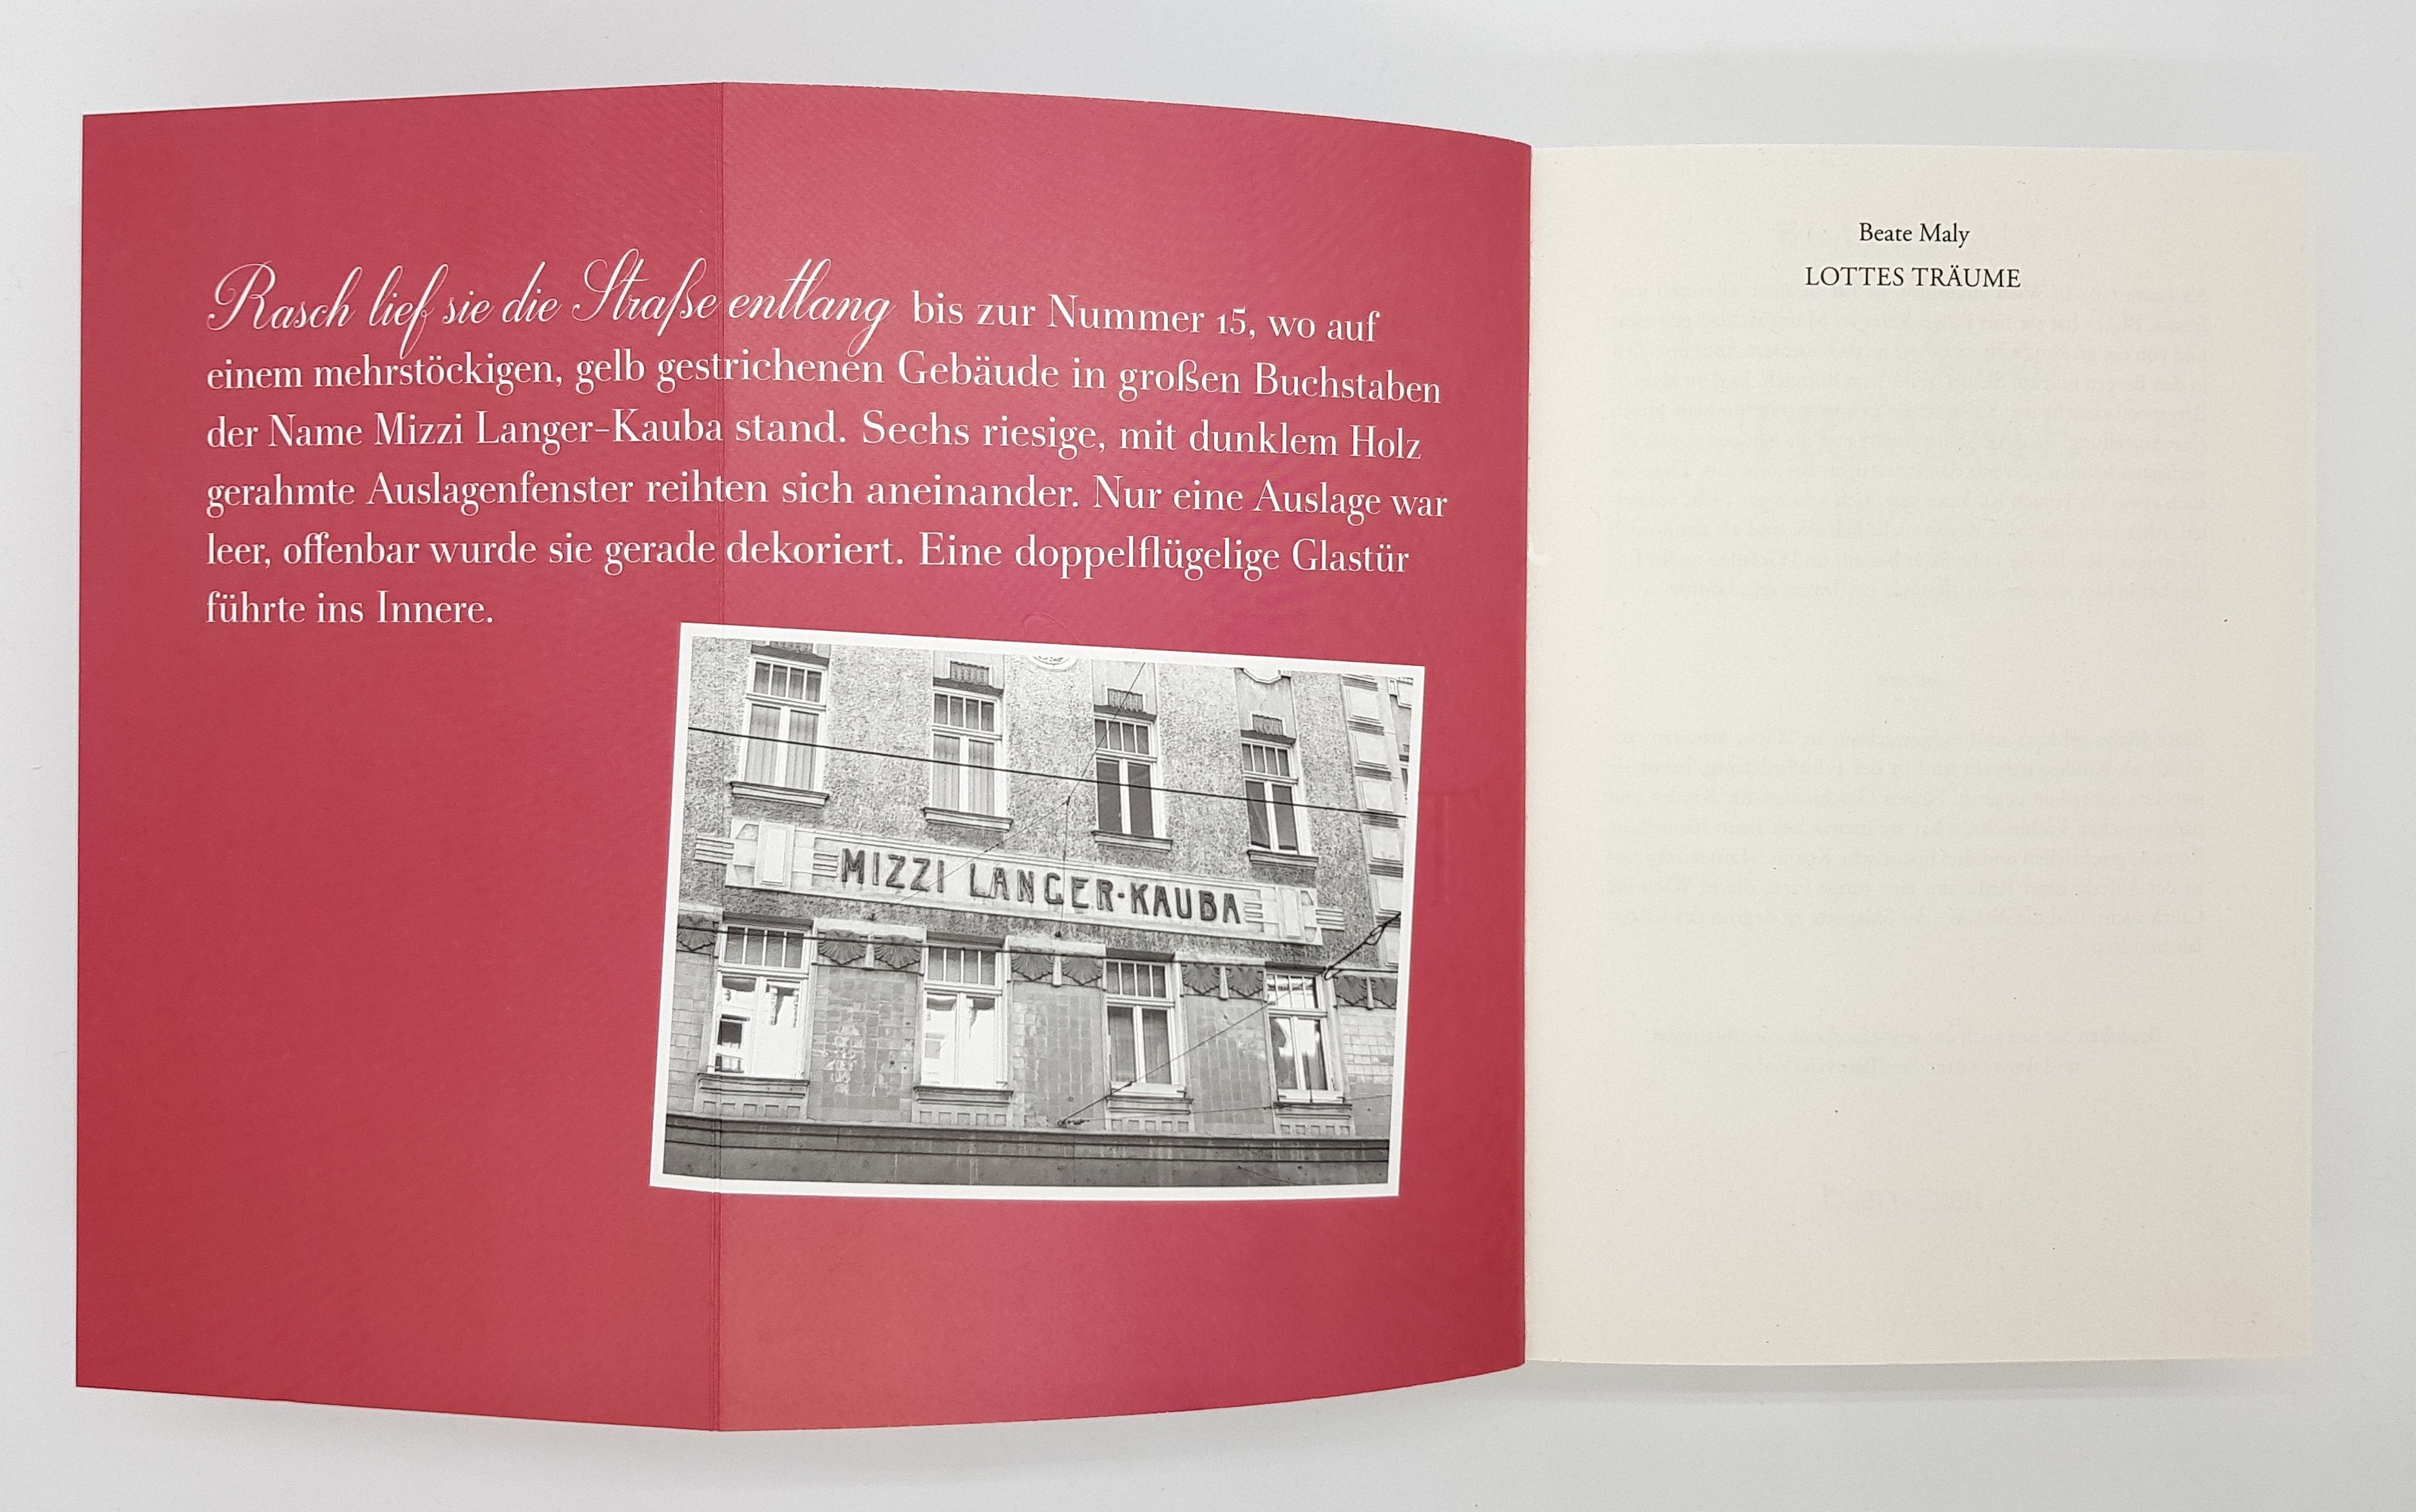 Rasch lief sie die Straße entlang bis zur Nummer 15, wo auf
einem mehrstöckigen, gelb gestrichenen Gebäude in großen Buchstaben
der Name Mizzi Langer-Kauba stand. Sechs riesige, mit dunklem Holz
gerahmte Auslagenfenster reihten sich aneinander. Nur eine Auslage war
leer, offenbar wurde sie gerade dekoriert. Eine doppelflügelige Glastür
führte ins Innere.
MIZZI LANGER-KAUBA
Beate Maly
LOTTES TRÄUME